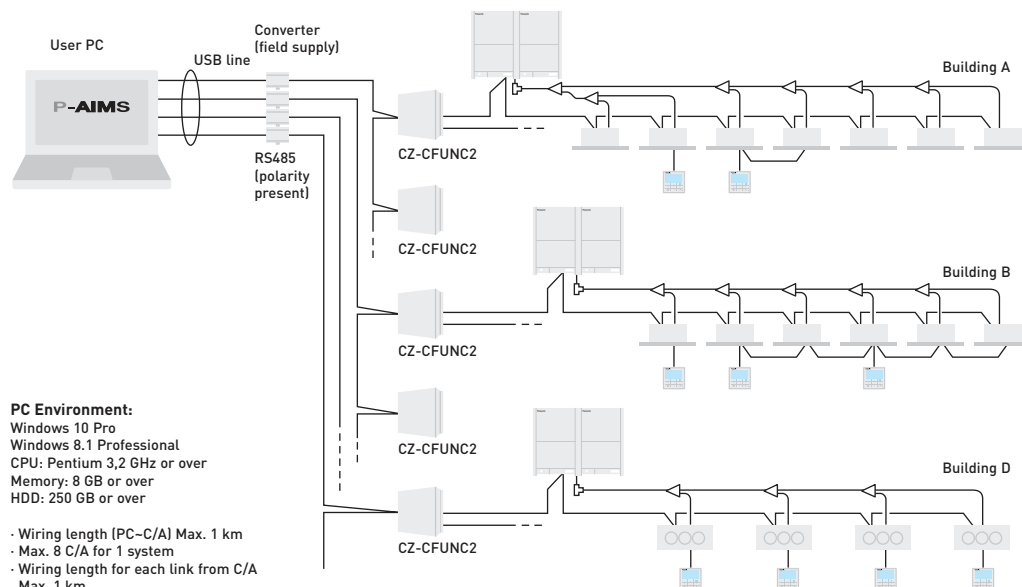 User PC
P-AIMS
USB line
Converter
(field supply)
RS485
(polarity
present)
CZ-CFUNC2
Building A
CZ-CFUNC2
CZ-CFUNC2
Building B
CZ-CFUNC2
CZ-CFUNC2
Building D
PC Environment:
Windows 10 Pro
Windows 8.1 Professional
CPU: Pentium 3,2 GHz or over
Memory: 8 GB or over
HDD: 250 GB or over
· Wiring length (PC~C/A) Max. 1 km
· Max. 8 C/A for 1 system
· Wiring length for each link from C/A
Max. 1 km